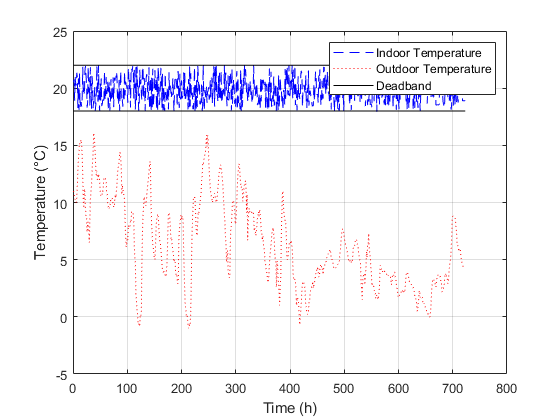 25
20
15
10
5
0
-5
Temperature (°C)
Indoor Temperature
Outdoor Temperature
Deadband
0 100 200 300 400 500 600 700 800
Time (h)